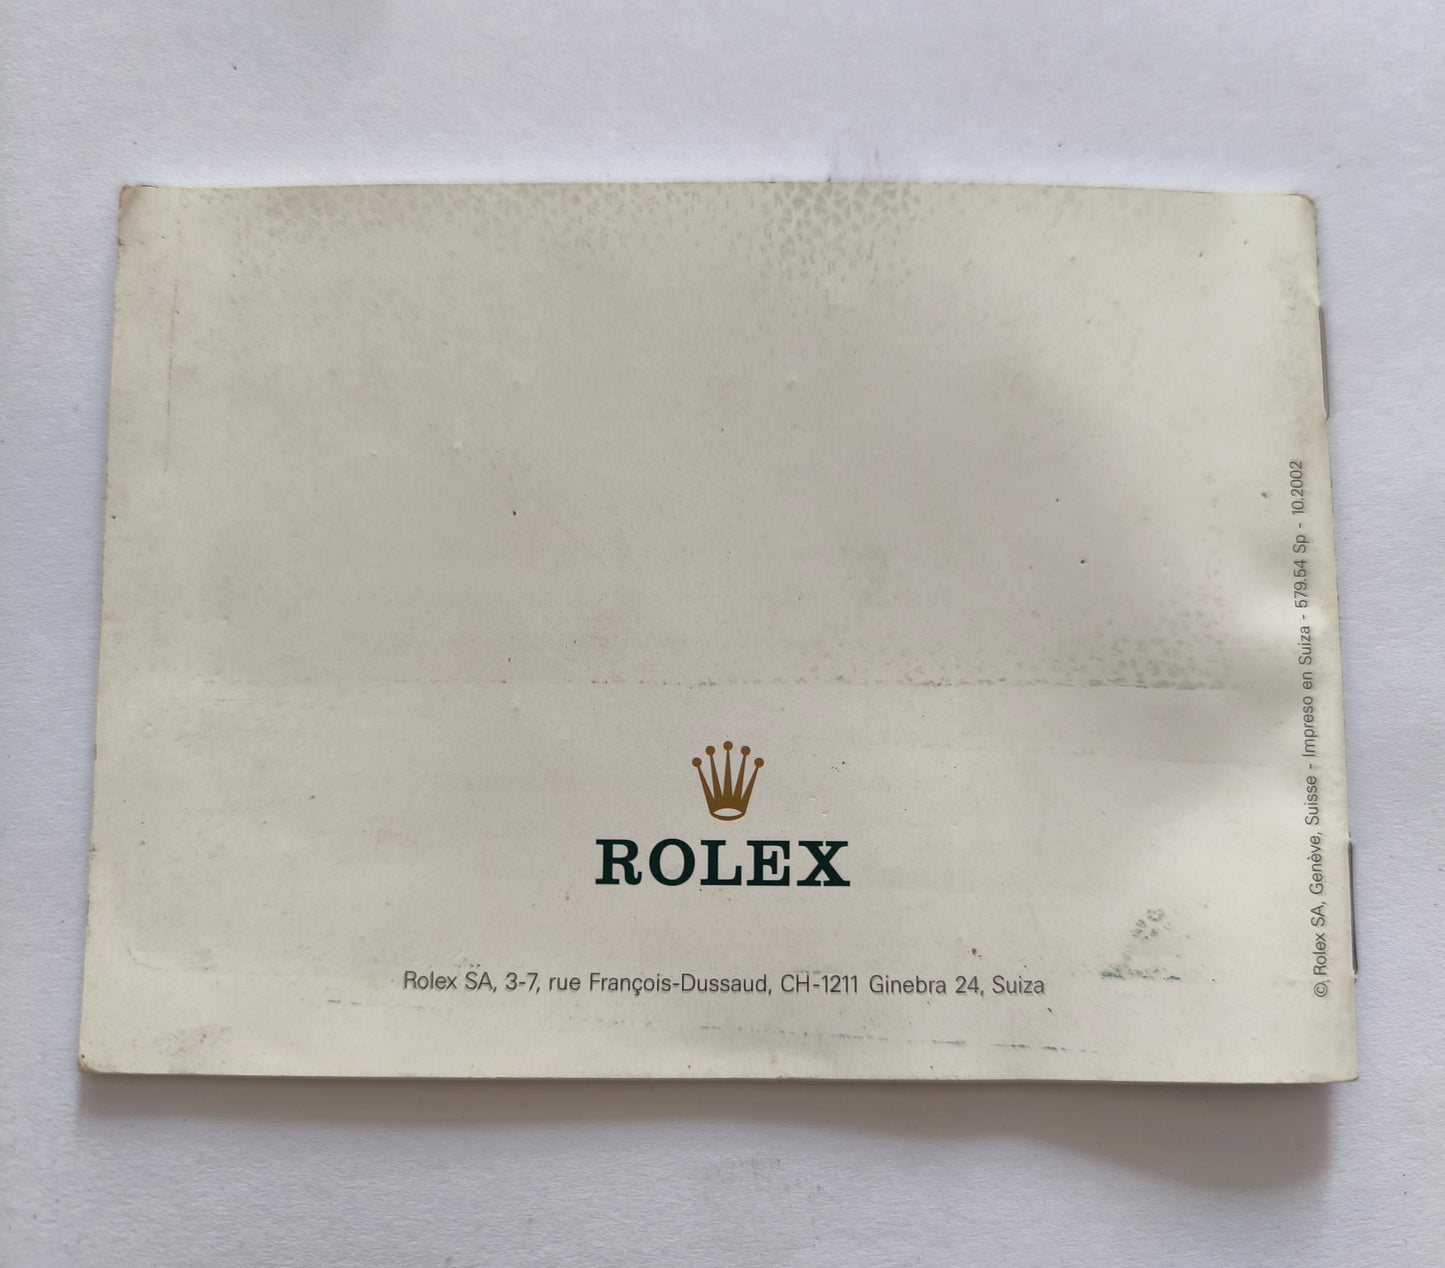 ROLEX
Rolex SA, 3-7, rue François-Dussaud, CH-1211 Ginebra 24, Suiza
© Rolex SA, Genève, Suisse - Impreso en Suiza - 579.54 Sp - 10.2002